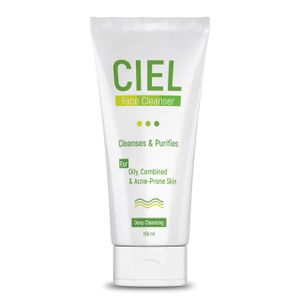 CIEL
Face Cleanser
Cleanses & Purifies
For
Oily, Combined
& Acne-Prone Skin
Deep Cleansing
150 ml